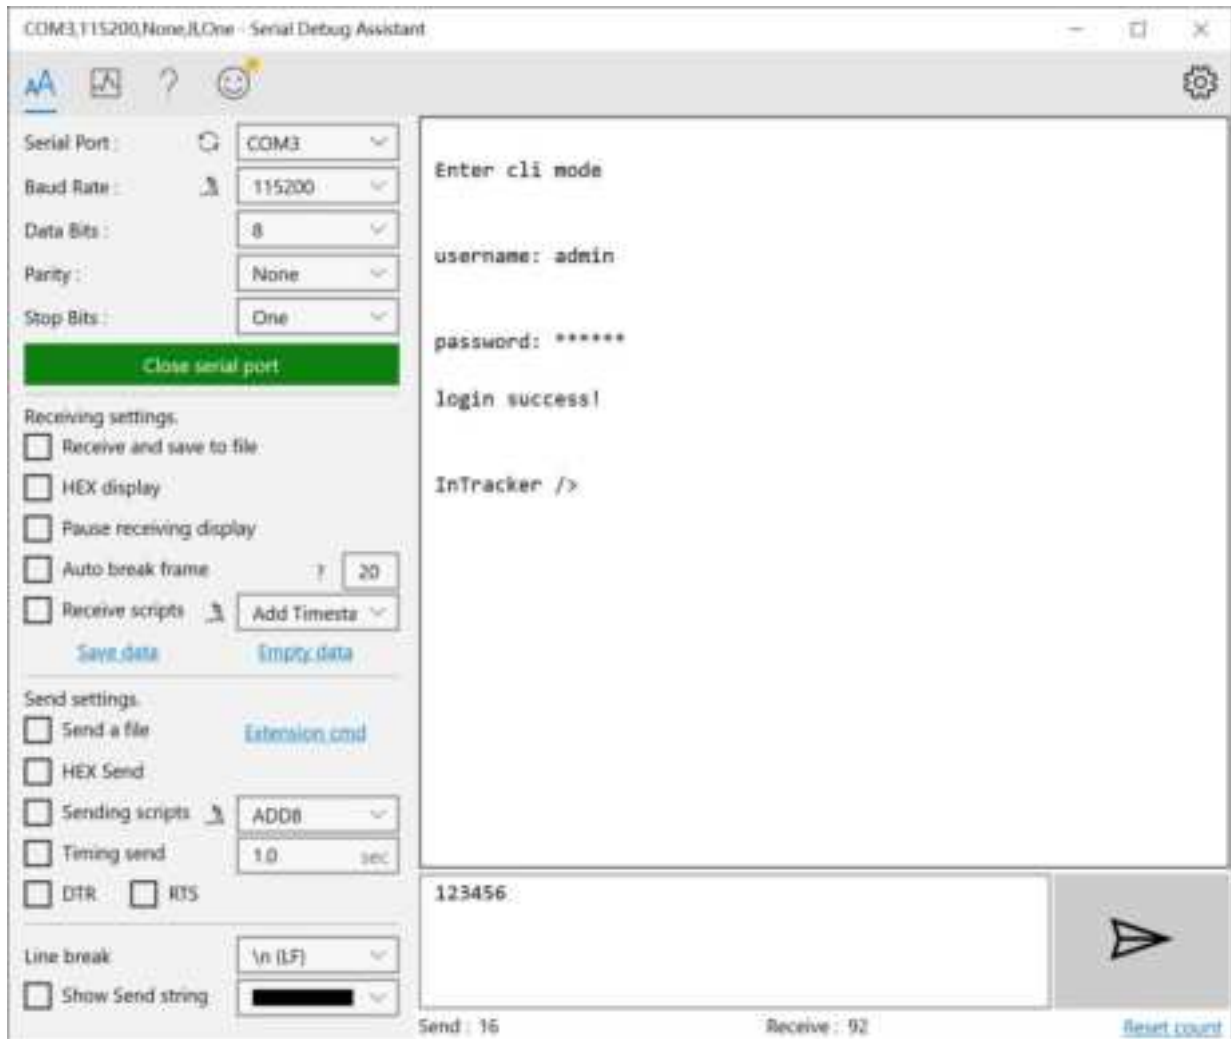 COM3,115200,None,8,One - Serial Debug Assistant
AA
?
Serial Port :
COM3
Baud Rate :
115200
Data Bits :
8
Parity :
None
Stop Bits :
One
Close serial port
Receiving settings.
Receive and save to file
HEX display
Pause receiving display
Auto break frame
?
20
Receive scripts
Add Timesta
Save data
Empty data
Send settings.
Send a file
Extension cmd
HEX Send
Sending scripts
ADD8
Timing send
1.0
sec
DTR
RTS
Line break
\n (LF)
Show Send string
Enter cli mode
username: admin
password: ******
login success!
InTracker />
123456
Send : 16
Receive : 92
Reset count